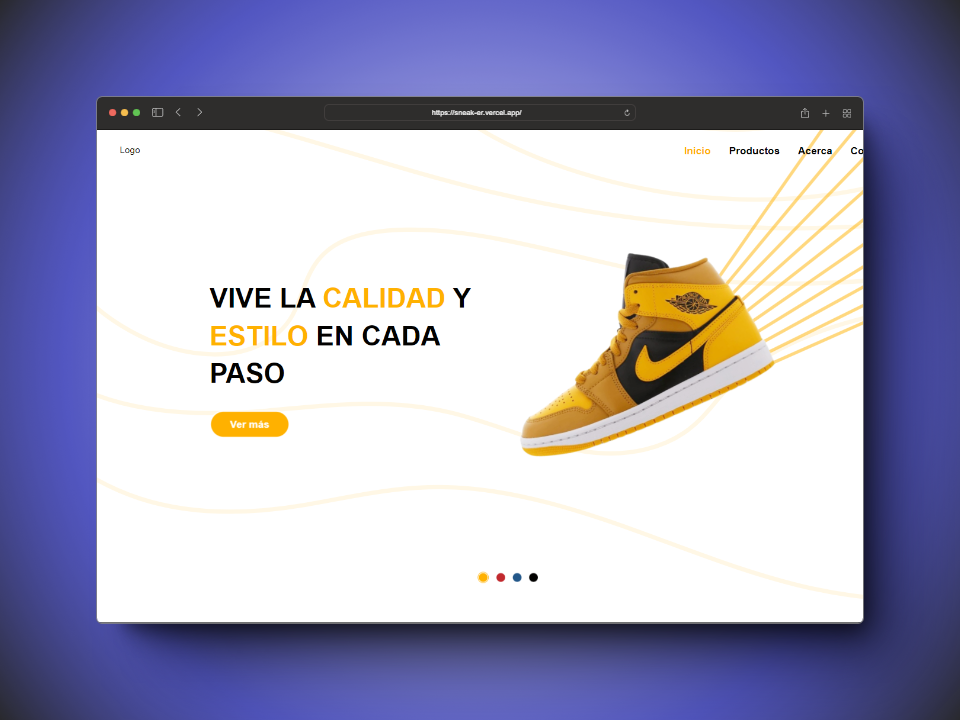 https://sneak-er.vercel.app/
Logo
Inicio Productos Acerca Co
VIVE LA CALIDAD Y
ESTILO EN CADA
PASO
Ver más